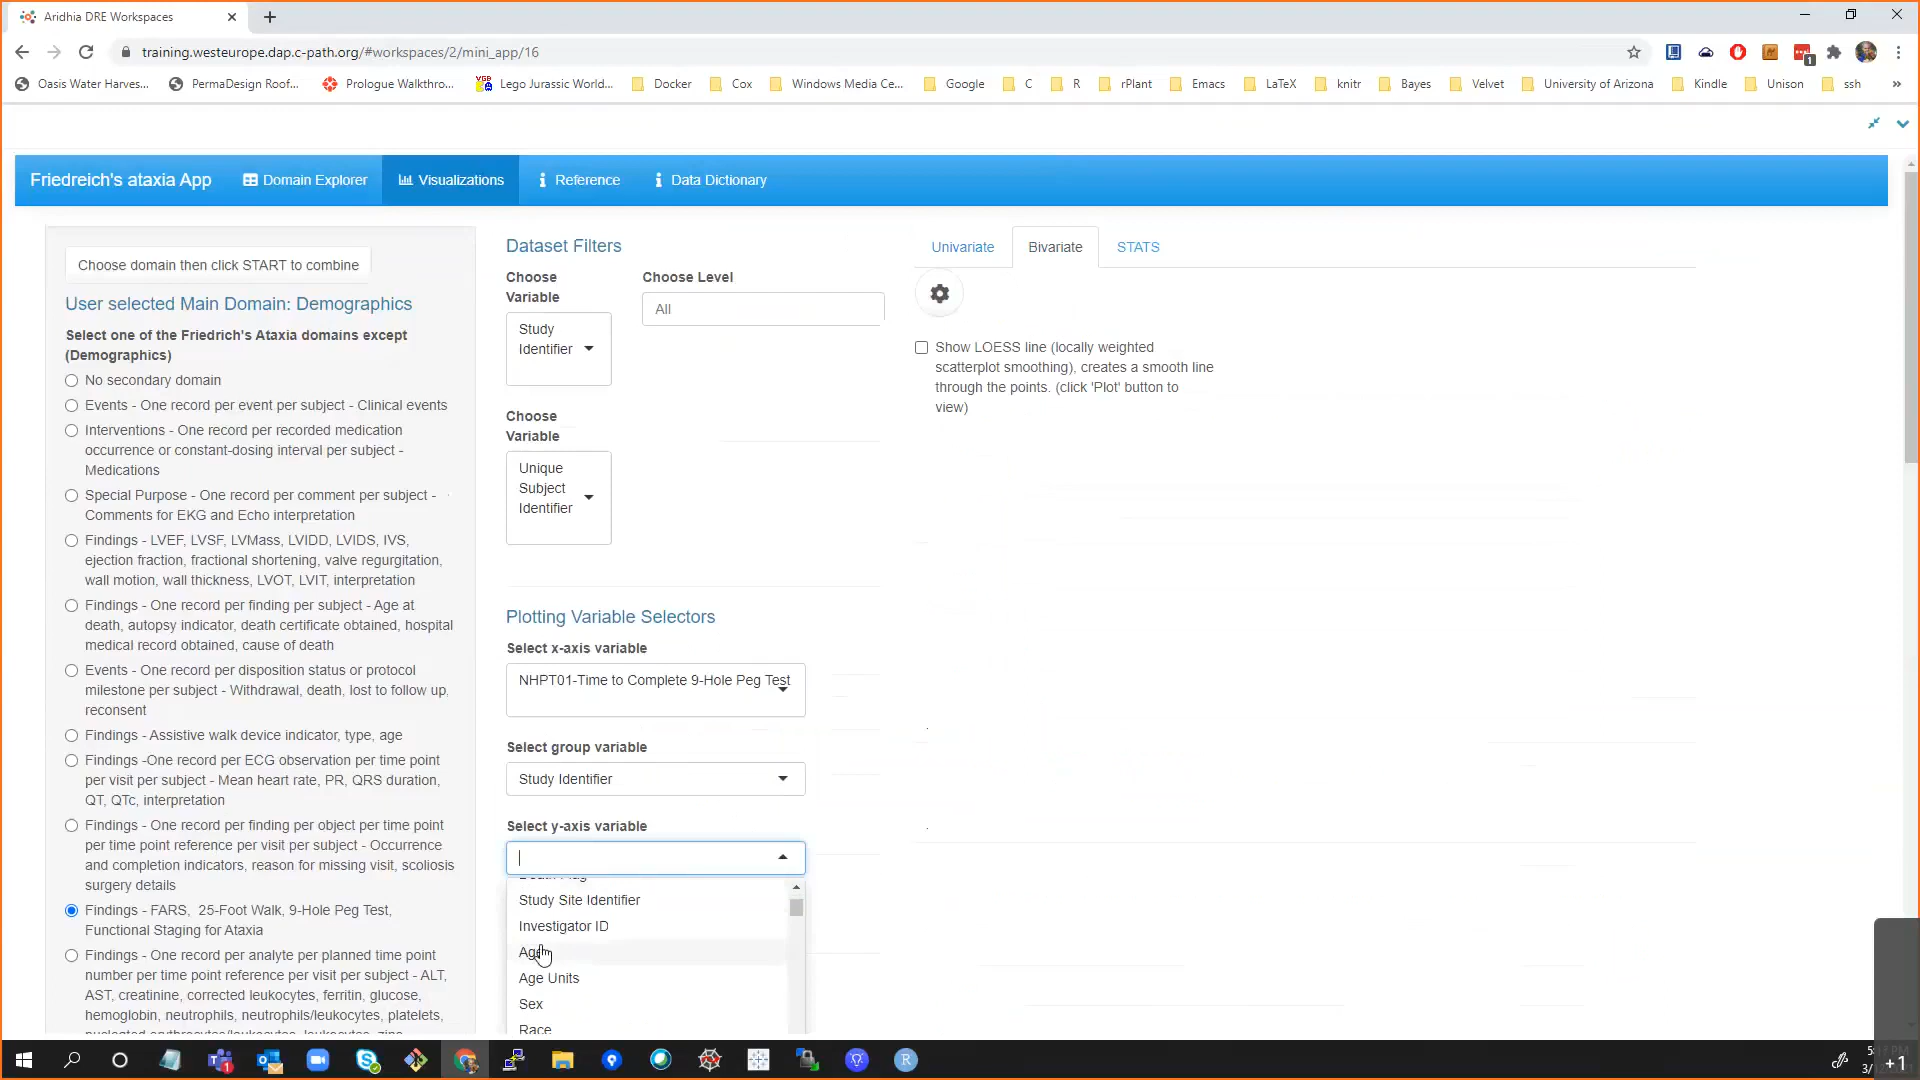 Aridhia DRE Workspaces
training.westeurope.dap.c-path.org/#workspaces/2/mini_app/16
Oasis Water Harves... PermaDesign Roof... Prologue Walkthro... Lego Jurassic World... Docker Cox Windows Media Ce... Google C R rPlant Emacs LaTeX knitr Bayes Velvet University of Arizona Kindle Unison ssh »
Friedreich's ataxia App Domain Explorer Visualizations Reference Data Dictionary
Choose domain then click START to combine
User selected Main Domain: Demographics
Select one of the Friedrich's Ataxia domains except
(Demographics)
No secondary domain
Events - One record per event per subject - Clinical events
Interventions - One record per recorded medication
occurrence or constant-dosing interval per subject -
Medications
Special Purpose - One record per comment per subject -
Comments for EKG and Echo interpretation
Findings - LVEF, LVSF, LVMass, LVIDD, LVIDS, IVS,
ejection fraction, fractional shortening, valve regurgitation,
wall motion, wall thickness, LVOT, LVIT, interpretation
Findings - One record per finding per subject - Age at
death, autopsy indicator, death certificate obtained, hospital
medical record obtained, cause of death
Events - One record per disposition status or protocol
milestone per subject - Withdrawal, death, lost to follow up,
reconsent
Findings - Assistive walk device indicator, type, age
Findings -One record per ECG observation per time point
per visit per subject - Mean heart rate, PR, QRS duration,
QT, QTc, interpretation
Findings - One record per finding per object per time point
per time point reference per visit per subject - Occurrence
and completion indicators, reason for missing visit, scoliosis
surgery details
Findings - FARS, 25-Foot Walk, 9-Hole Peg Test,
Functional Staging for Ataxia
Findings - One record per analyte per planned time point
number per time point reference per visit per subject - ALT,
AST, creatinine, corrected leukocytes, ferritin, glucose,
hemoglobin, neutrophils, neutrophils/leukocytes, platelets,
Dataset Filters
Choose
Variable
Choose Level
Study
Identifier
All
Choose
Variable
Unique
Subject
Identifier
Plotting Variable Selectors
Select x-axis variable
NHPT01-Time to Complete 9-Hole Peg Test
Select group variable
Study Identifier
Select y-axis variable
Study Site Identifier
Investigator ID
Age
Age Units
Sex
Race
Univariate Bivariate STATS
Show LOESS line (locally weighted
scatterplot smoothing), creates a smooth line
through the points. (click 'Plot' button to
view)
+1